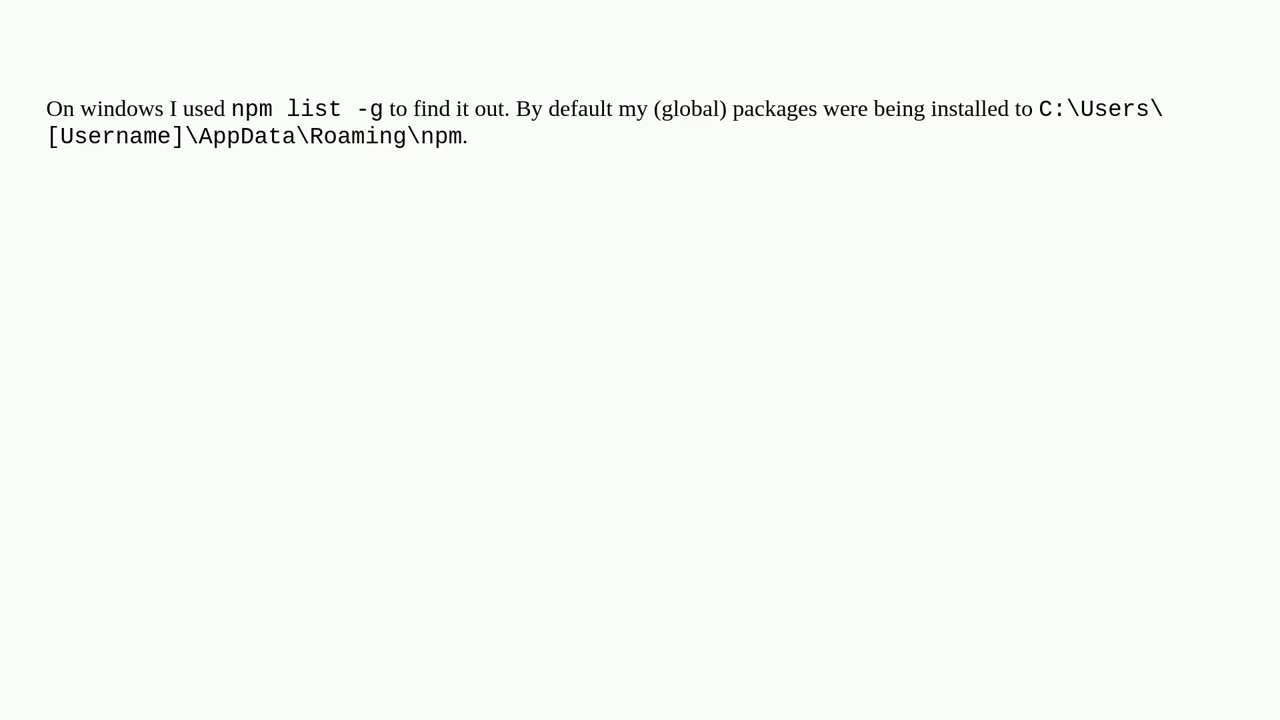 On windows I used npm list -g to find it out. By default my (global) packages were being installed to C:\Users\
[Username]\AppData\Roaming\npm.